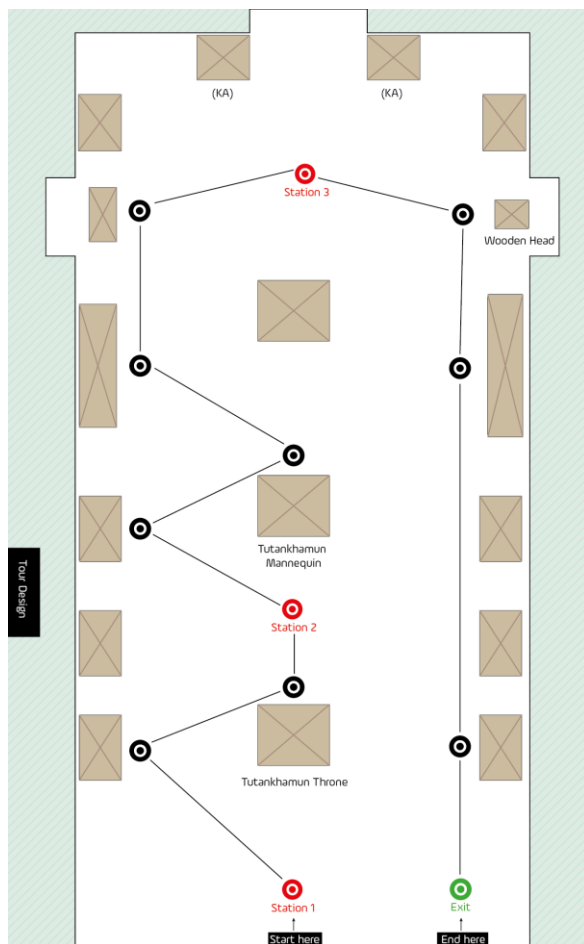 (KA)
(KA)
Station 3
Wooden Head
Tutankhamun
Mannequin
Tour Design
Station 2
Tutankhamun Throne
Station 1
Exit
Start here
End here